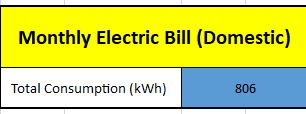 Monthly Electric Bill (Domestic)
Total Consumption (kWh) 806